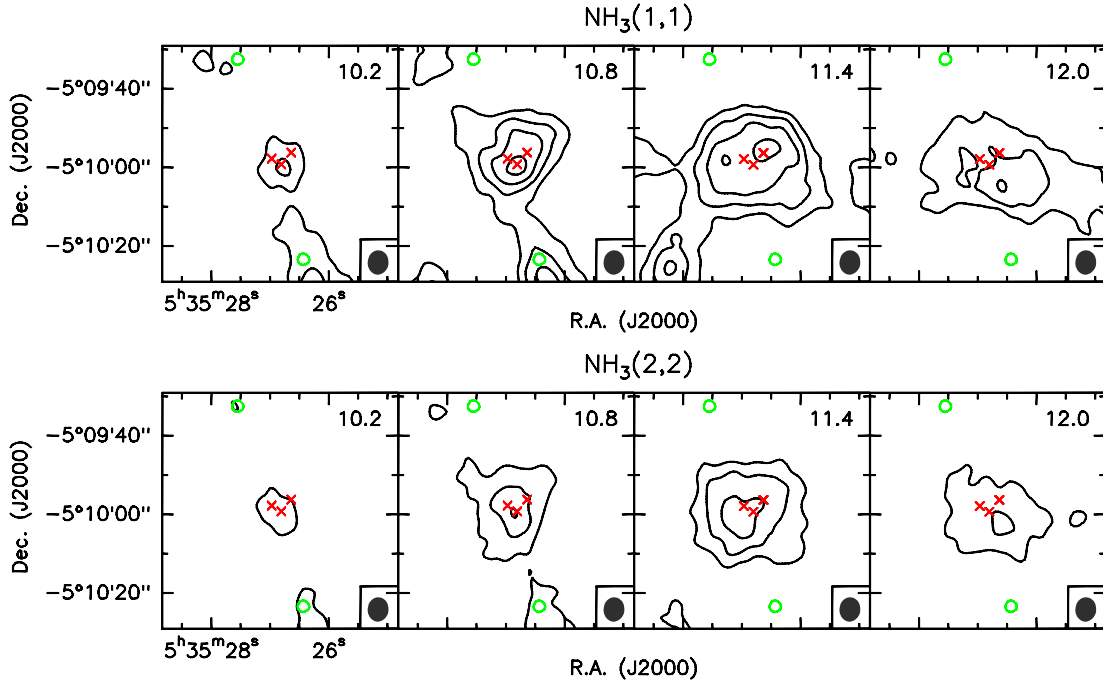 NH₃(1,1)
10.2 10.8 11.4 12.0
Dec. (J2000)
−5°09'40"
−5°10'00"
−5°10'20"
5ʰ35ᵐ28ˢ 26ˢ
R.A. (J2000)
NH₃(2,2)
10.2 10.8 11.4 12.0
Dec. (J2000)
−5°09'40"
−5°10'00"
−5°10'20"
5ʰ35ᵐ28ˢ 26ˢ
R.A. (J2000)